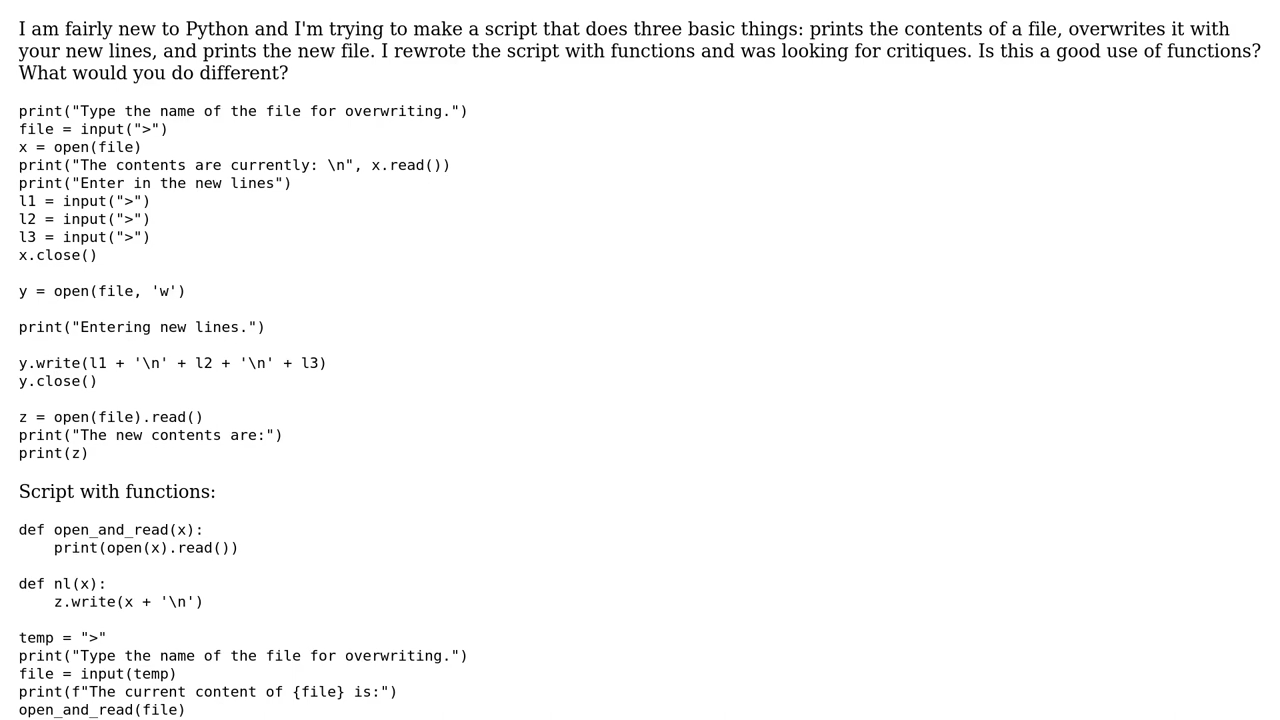 I am fairly new to Python and I'm trying to make a script that does three basic things: prints the contents of a file, overwrites it with
your new lines, and prints the new file. I rewrote the script with functions and was looking for critiques. Is this a good use of functions?
What would you do different?
print("Type the name of the file for overwriting.")
file = input(">")
x = open(file)
print("The contents are currently: \n", x.read())
print("Enter in the new lines")
l1 = input(">")
l2 = input(">")
l3 = input(">")
x.close()
y = open(file, 'w')
print("Entering new lines.")
y.write(l1 + '\n' + l2 + '\n' + l3)
y.close()
z = open(file).read()
print("The new contents are:")
print(z)
Script with functions:
def open_and_read(x):
    print(open(x).read())
def nl(x):
    z.write(x + '\n')
temp = ">"
print("Type the name of the file for overwriting.")
file = input(temp)
print(f"The current content of {file} is:")
open_and_read(file)